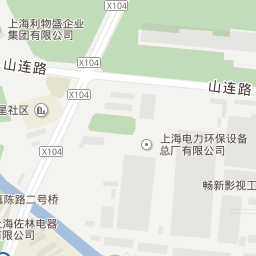 X104
上海利物盛企业
集团有限公司
X104
山连路
山连路
星社区
上海电力环保设备
总厂有限公司
X104
X104
畅新影视工
陈路二号桥
上海佐林电器
有限公司